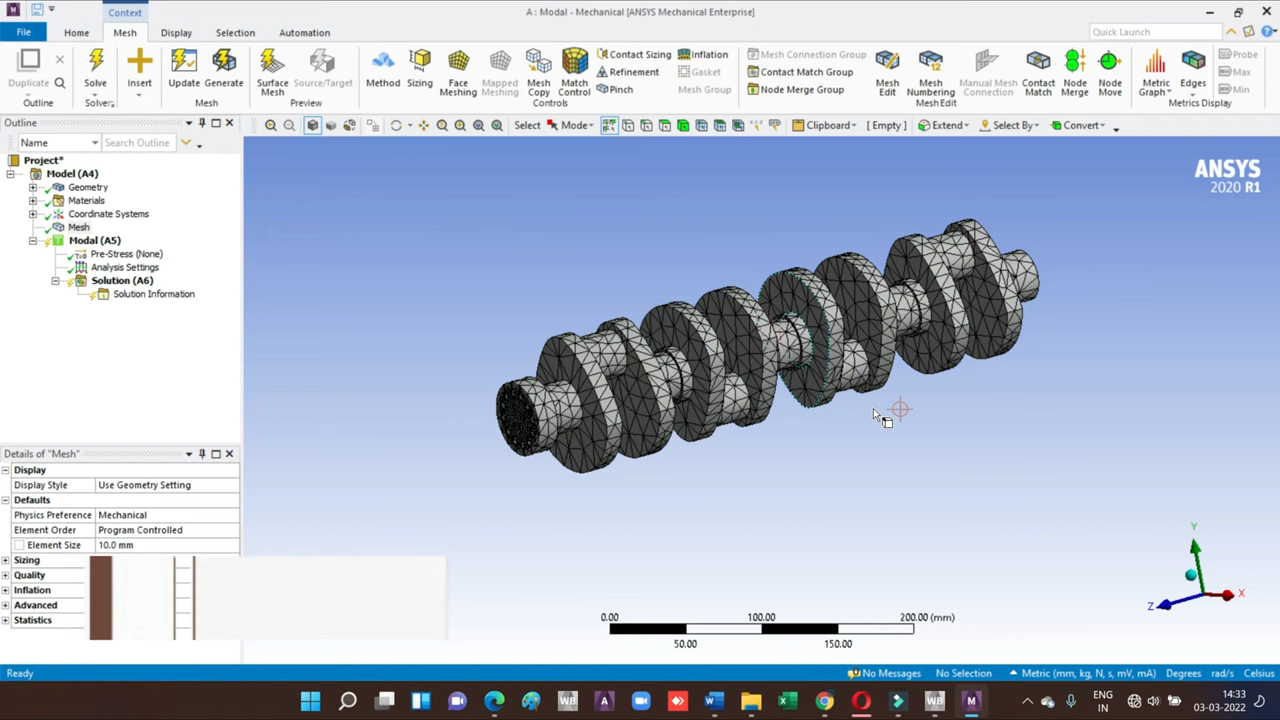 Context
A : Modal - Mechanical [ANSYS Mechanical Enterprise]
File
Home
Mesh
Display
Selection
Automation
Quick Launch
Duplicate
Outline
Solve
Solver
Insert
Update
Generate
Mesh
Surface Mesh
Source/Target
Preview
Method
Sizing
Face Meshing
Mapped Meshing
Mesh Copy
Match Control
Contact Sizing
Refinement
Pinch
Inflation
Gasket
Mesh Group
Controls
Mesh Connection Group
Contact Match Group
Node Merge Group
Mesh Edit
Mesh Numbering
Manual Mesh Connection
Contact Match
Node Merge
Node Move
Mesh Edit
Metric Graph
Edges
Probe
Max
Min
Metrics Display
Outline
Select
Mode
Clipboard
[ Empty ]
Extend
Select By
Convert
Name
Search Outline
Project*
Model (A4)
Geometry
Materials
Coordinate Systems
Mesh
Modal (A5)
Pre-Stress (None)
Analysis Settings
Solution (A6)
Solution Information
ANSYS
2020 R1
Details of "Mesh"
Display
Display Style Use Geometry Setting
Defaults
Physics Preference Mechanical
Element Order Program Controlled
Element Size 10.0 mm
Sizing
Quality
Inflation
Advanced
Statistics
0.00 100.00 200.00 (mm)
50.00 150.00
Y
X
Z
Ready
No Messages
No Selection
Metric (mm, kg, N, s, mV, mA)
Degrees
rad/s
Celsius
WB
A
WB
M
ENG
IN
14:33
03-03-2022